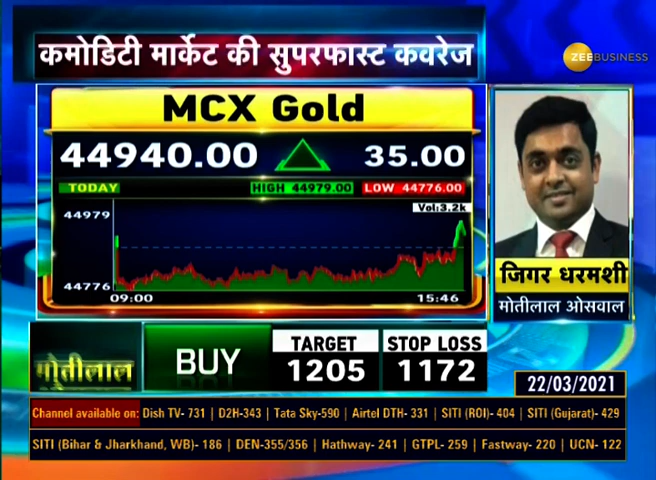 कमोडिटी मार्केट की सुपरफास्ट कवरेज
ZEEBUSINESS
MCX Gold
44940.00 35.00
TODAY HIGH 44979.00 LOW 44776.00
Vol:3.2k
44979
44776
09:00 15:46
जिगर धरमशी
मोतीलाल ओसवाल
मोतीलाल
BUY
TARGET STOP LOSS
1205 1172
22/03/2021
Channel available on: Dish TV- 731 | D2H-343 | Tata Sky-590 | Airtel DTH- 331 | SITI (ROI)- 404 | SITI (Gujarat)- 429
SITI (Bihar & Jharkhand, WB)- 186 | DEN-355/356 | Hathway- 241 | GTPL- 259 | Fastway- 220 | UCN- 122